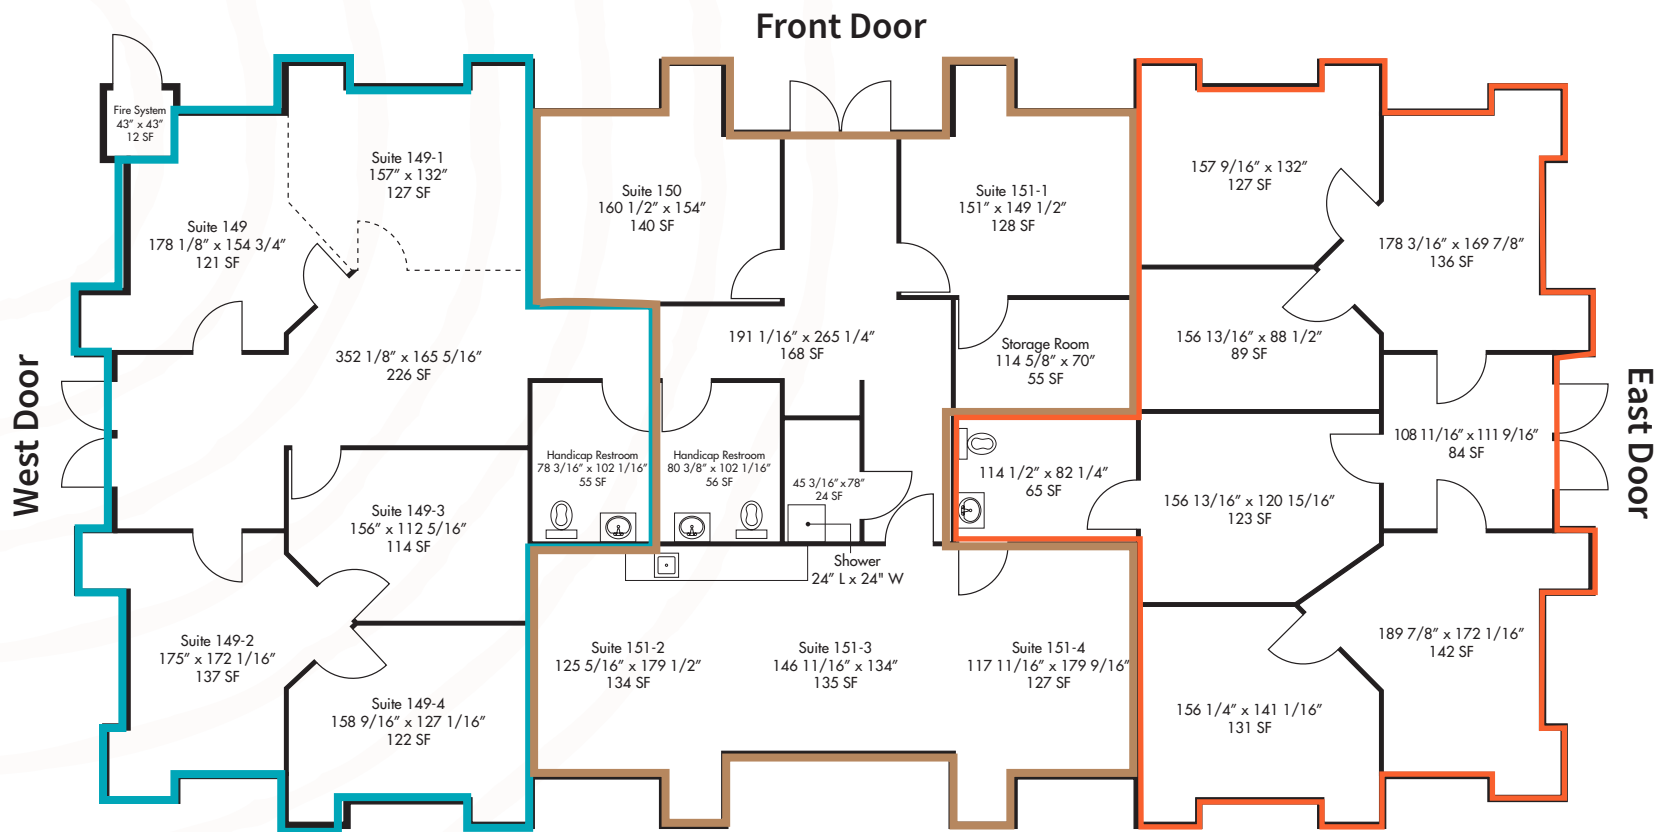 Front Door
Fire System
43″ x 43″
12 SF
Suite 149-1
157″ x 132″
127 SF
Suite 149
178 1/8″ x 154 3/4″
121 SF
Suite 150
160 1/2″ x 154″
140 SF
Suite 151-1
151″ x 149 1/2″
128 SF
157 9/16″ x 132″
127 SF
178 3/16″ x 169 7/8″
136 SF
352 1/8″ x 165 5/16″
226 SF
191 1/16″ x 265 1/4″
168 SF
Storage Room
114 5/8″ x 70″
55 SF
156 13/16″ x 88 1/2″
89 SF
West Door
East Door
Handicap Restroom
78 3/16″ x 102 1/16″
55 SF
Handicap Restroom
80 3/8″ x 102 1/16″
56 SF
45 3/16″ x 78″
24 SF
114 1/2″ x 82 1/4″
65 SF
156 13/16″ x 120 15/16″
123 SF
108 11/16″ x 111 9/16″
84 SF
Suite 149-3
156″ x 112 5/16″
114 SF
Shower
24″ L x 24" W
Suite 149-2
175″ x 172 1/16″
137 SF
Suite 149-4
158 9/16″ x 127 1/16″
122 SF
Suite 151-2
125 5/16″ x 179 1/2″
134 SF
Suite 151-3
146 11/16″ x 134″
135 SF
Suite 151-4
117 11/16″ x 179 9/16″
127 SF
156 1/4″ x 141 1/16″
131 SF
189 7/8″ x 172 1/16″
142 SF